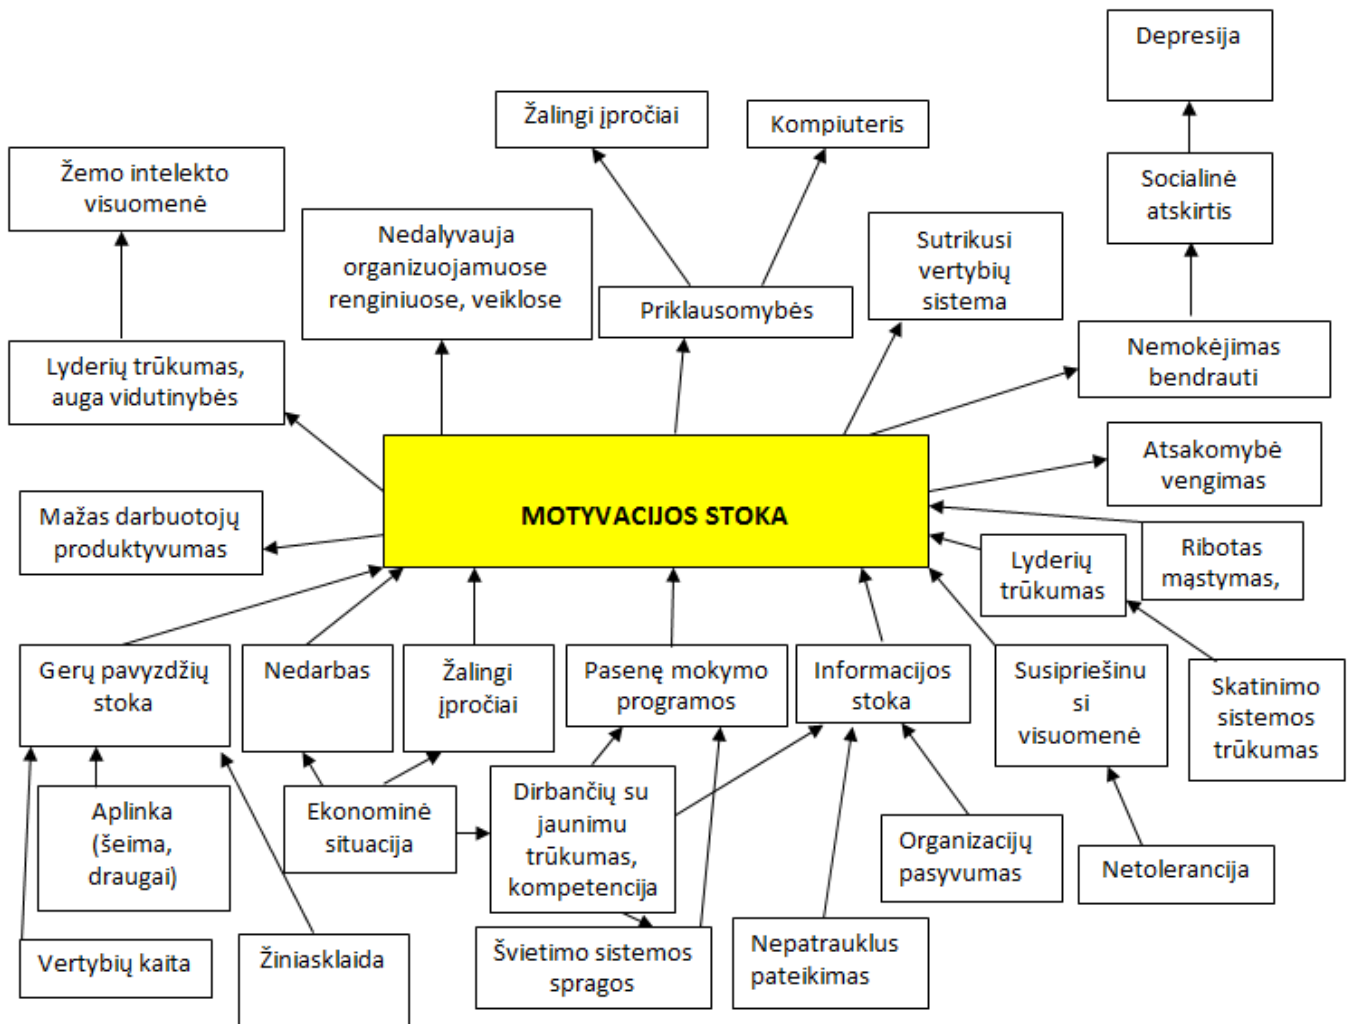 Depresija
Žalingi įpročiai
Kompiuteris
Žemo intelekto
visuomenė
Socialinė
atskirtis
Nedalyvauja
organizuojamuose
renginiuose, veiklose
Sutrikusi
vertybių
sistema
Priklausomybės
Lyderių trūkumas,
auga vidutinybės
Nemokėjimas
bendrauti
Atsakomybė
vengimas
MOTYVACIJOS STOKA
Mažas darbuotojų
produktyvumas
Lyderių
trūkumas
Ribotas
mąstymas,
Gerų pavyzdžių
stoka
Nedarbas
Žalingi
įpročiai
Pasenę mokymo
programos
Informacijos
stoka
Susipriešinu
si
visuomenė
Skatinimo
sistemos
trūkumas
Aplinka
(šeima,
draugai)
Ekonominė
situacija
Dirbančių su
jaunimu
trūkumas,
kompetencija
Organizacijų
pasyvumas
Netolerancija
Vertybių kaita
Žiniasklaida
Švietimo sistemos
spragos
Nepatrauklus
pateikimas